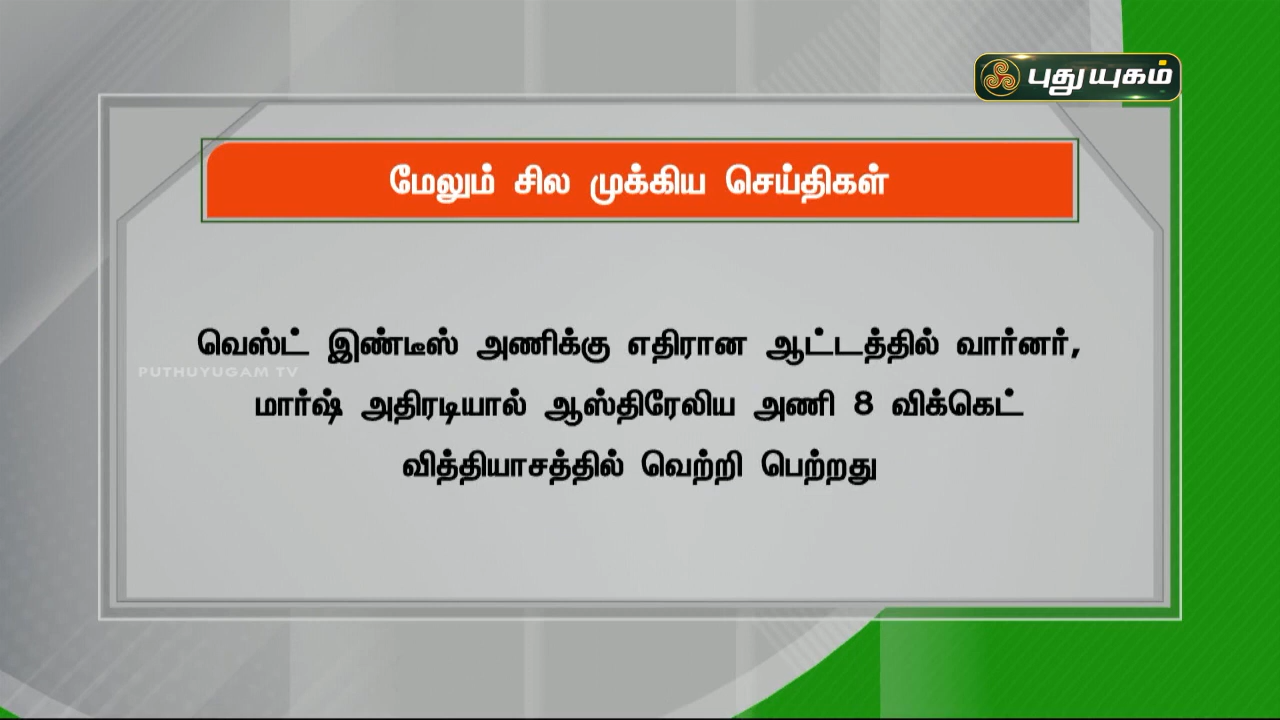 புதுயுகம்
மேலும் சில முக்கிய செய்திகள்
வெஸ்ட் இண்டீஸ் அணிக்கு எதிரான ஆட்டத்தில் வார்னர்,
PUTHUYUGAM TV
மார்ஷ் அதிரடியால் ஆஸ்திரேலிய அணி 8 விக்கெட்
வித்தியாசத்தில் வெற்றி பெற்றது